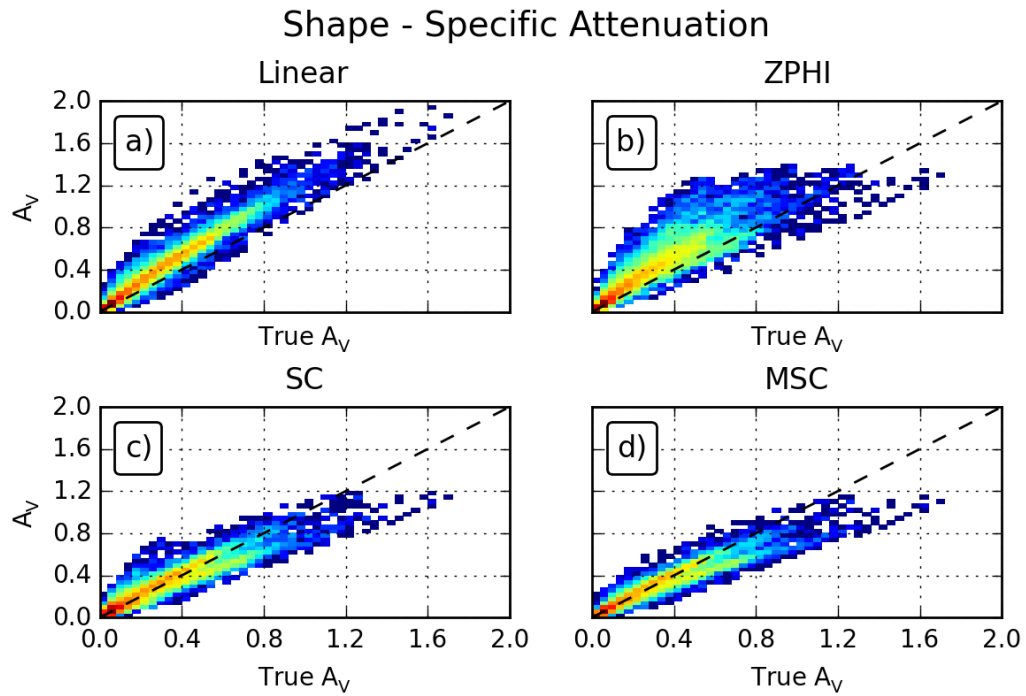 Shape - Specific Attenuation
Linear
ZPHI
2.0
1.6
1.2
0.8
0.4
0.0
A_V
a)
b)
True A_V
True A_V
SC
MSC
2.0
1.6
1.2
0.8
0.4
0.0
A_V
c)
d)
0.0 0.4 0.8 1.2 1.6 2.0
0.0 0.4 0.8 1.2 1.6 2.0
True A_V
True A_V